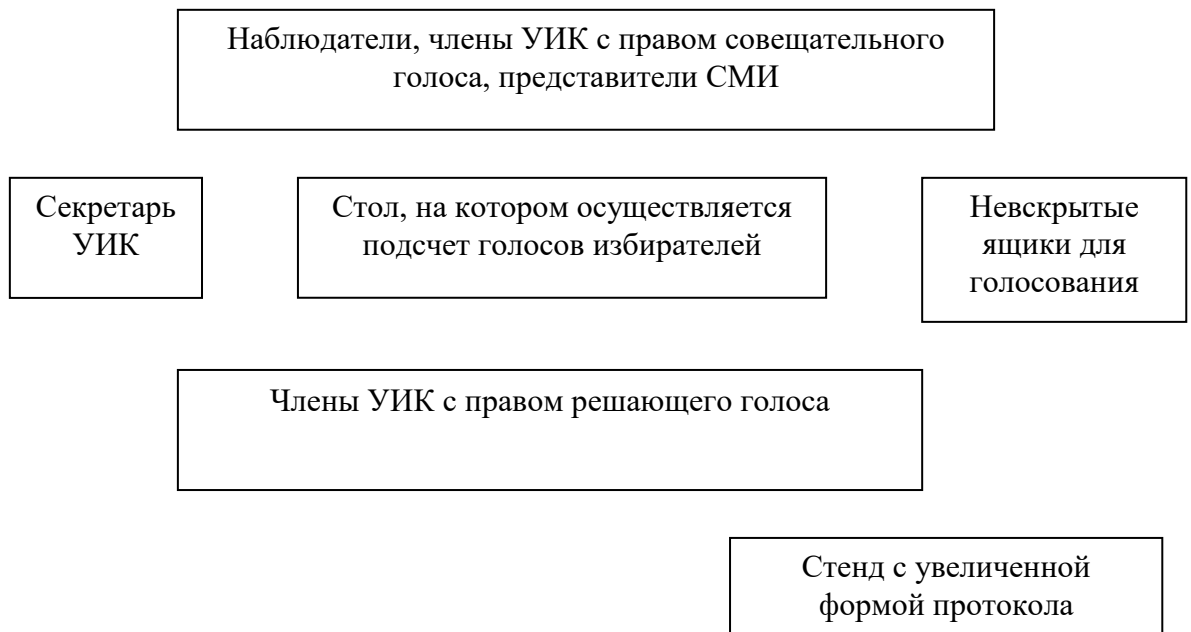 Наблюдатели, члены УИК с правом совещательного
голоса, представители СМИ
Секретарь
УИК
Стол, на котором осуществляется
подсчет голосов избирателей
Невскрытые
ящики для
голосования
Члены УИК с правом решающего голоса
Стенд с увеличенной
формой протокола